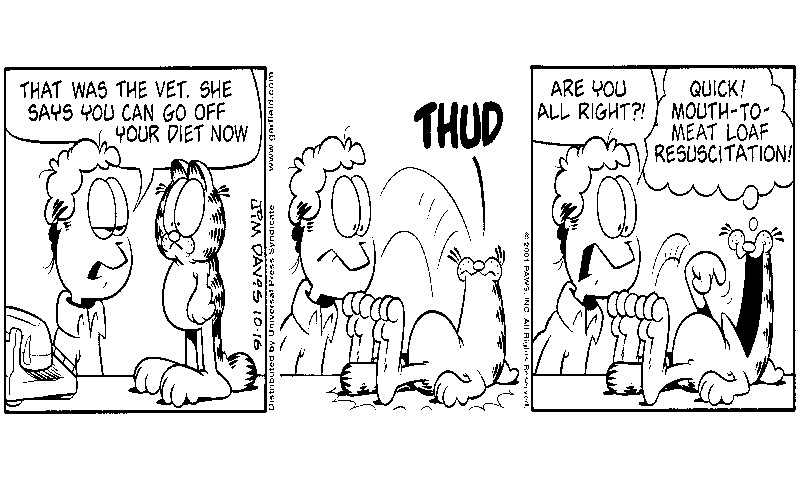 THAT WAS THE VET. SHE
SAYS YOU CAN GO OFF
YOUR DIET NOW
JIM DAVIS 10-16
www.garfield.com
Distributed by Universal Press Syndicate
THUD
© 2001 PAWS, INC. All Rights Reserved.
ARE YOU
ALL RIGHT?!
QUICK!
MOUTH-TO-
MEAT LOAF
RESUSCITATION!